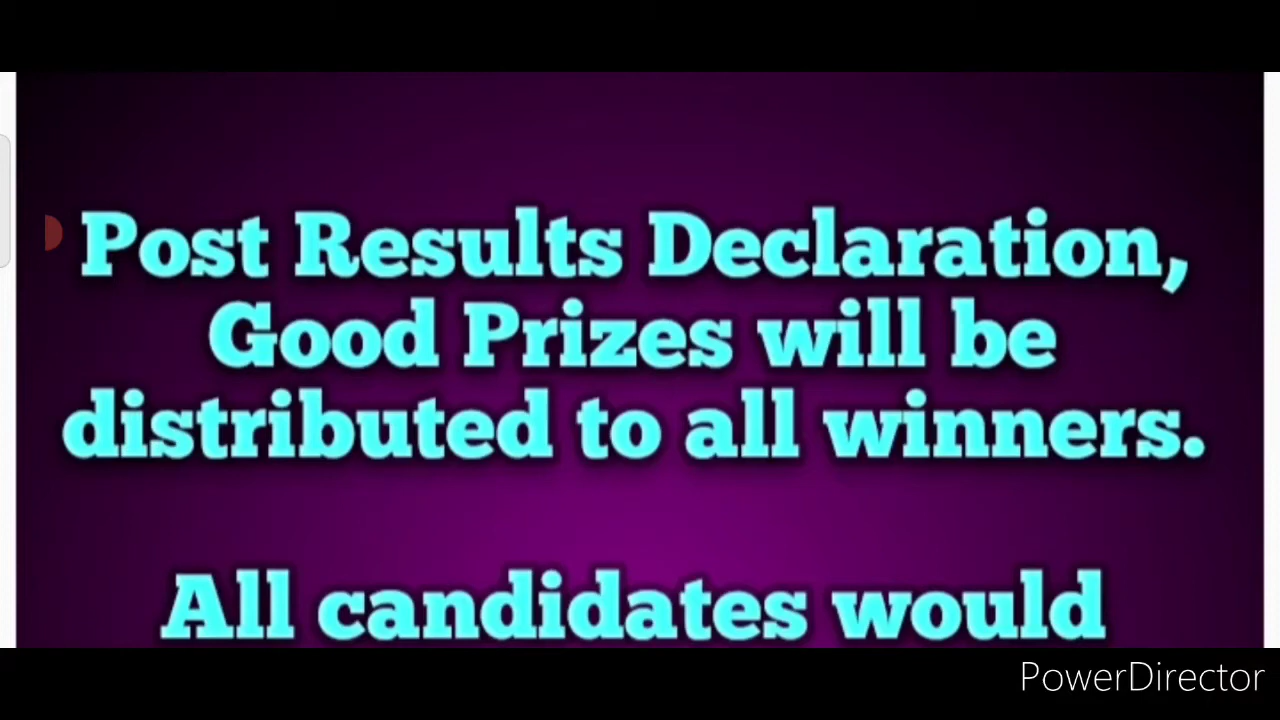 Post Results Declaration,
Good Prizes will be
distributed to all winners.
All candidates would
PowerDirector